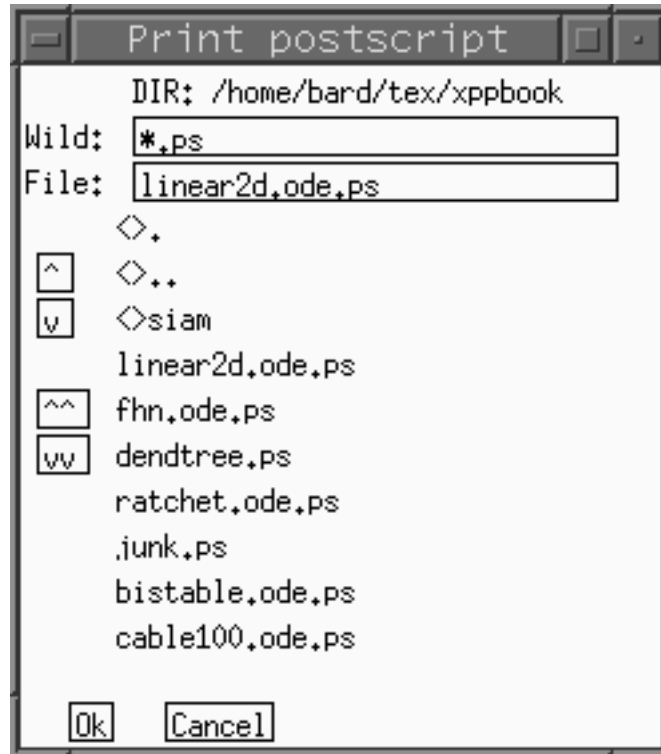 Print postscript
DIR: /home/bard/tex/xppbook
Wild: *.ps
File: linear2d.ode.ps
<>.
^ <>..
v <>siam
linear2d.ode.ps
^^ fhn.ode.ps
vv dendtree.ps
ratchet.ode.ps
junk.ps
bistable.ode.ps
cable100.ode.ps
Ok Cancel